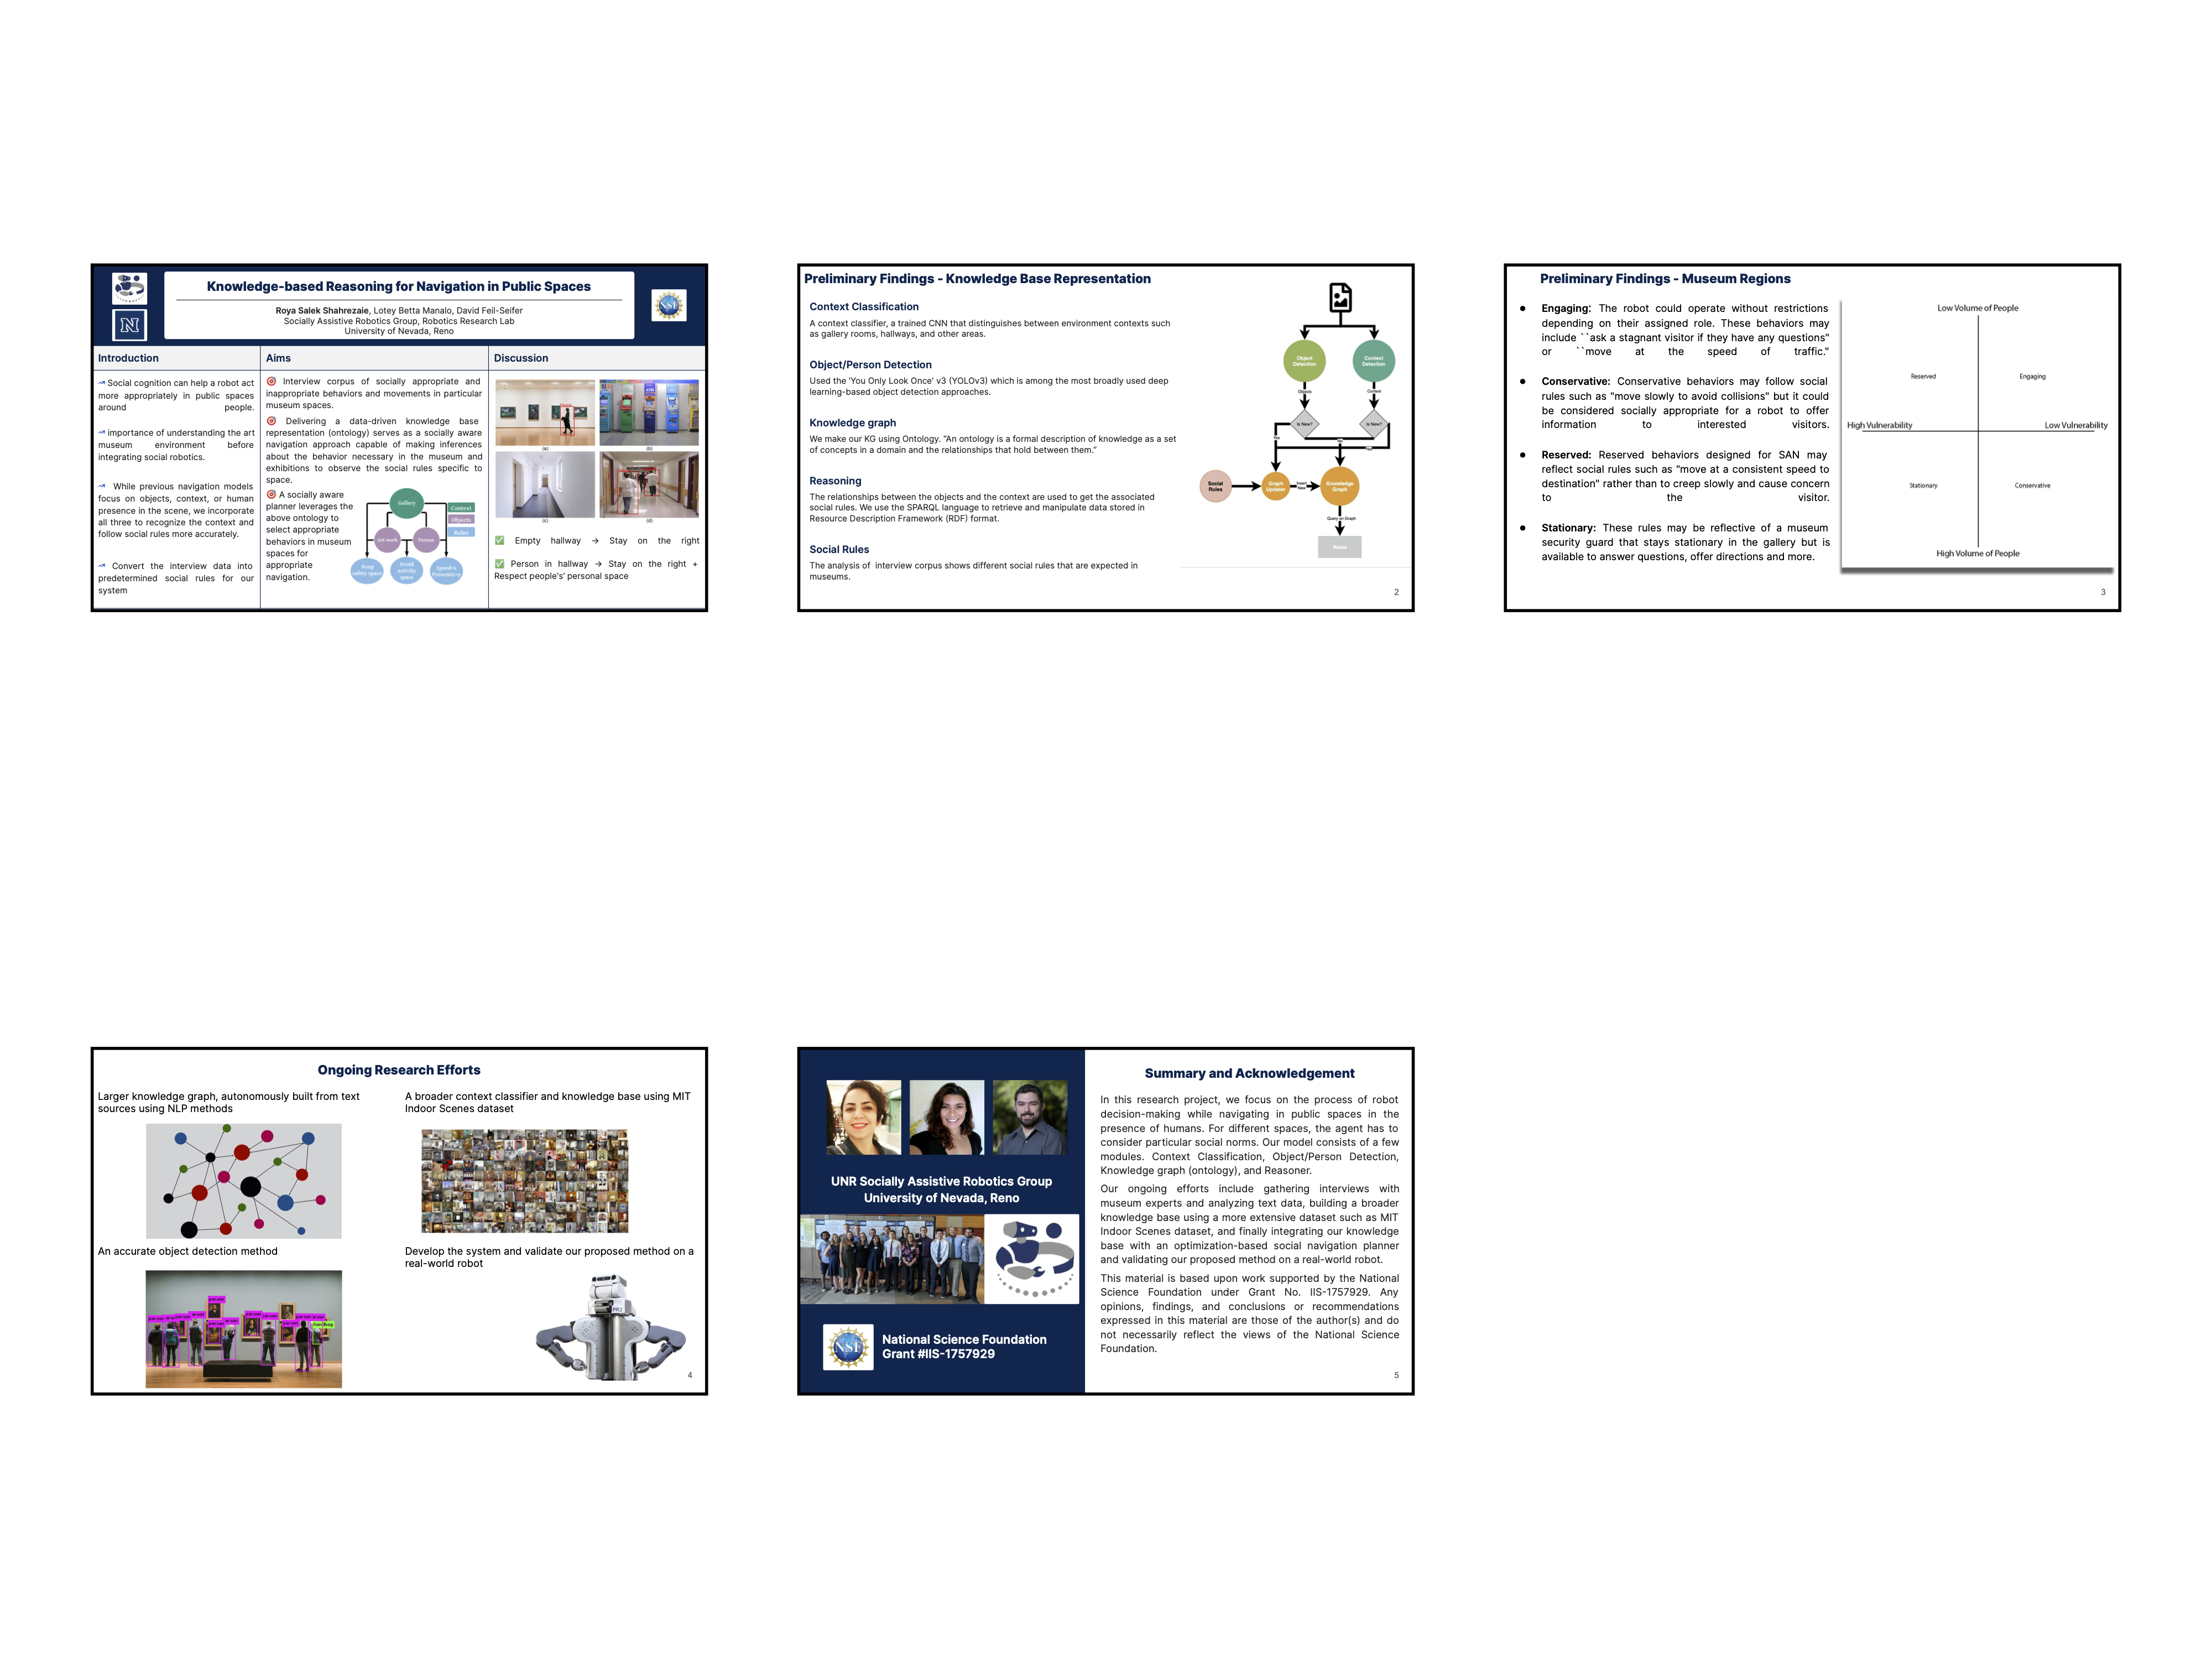 Knowledge-based Reasoning for Navigation in Public Spaces
Roya Salek Shahrezaie, Lotey Betta Manalo, David Feil-Seifer
Socially Assistive Robotics Group, Robotics Research Lab
University of Nevada, Reno
N
NSF
Introduction
Social cognition can help a robot act
more appropriately in public spaces
around people.
importance of understanding the art
museum environment before
integrating social robotics.
While previous navigation models
focus on objects, context, or human
presence in the scene, we incorporate
all three to recognize the context and
follow social rules more accurately.
Convert the interview data into
predetermined social rules for our
system
Aims
Interview corpus of socially appropriate and
inappropriate behaviors and movements in particular
museum spaces.
Delivering a data-driven knowledge base
representation (ontology) serves as a socially aware
navigation approach capable of making inferences
about the behavior necessary in the museum and
exhibitions to observe the social rules specific to
space.
A socially aware
planner leverages the
above ontology to
select appropriate
behaviors in museum
spaces for
appropriate
navigation.
Gallery
Context
Objects
Rules
Art work
Person
Keep
safety space
Avoid
activity
space
Discussion
(a)
(b)
(c)
(d)
✅ Empty hallway → Stay on the right
✅ Person in hallway → Stay on the right +
Respect people's' personal space
Preliminary Findings - Knowledge Base Representation
Context Classification
A context classifier, a trained CNN that distinguishes between environment contexts such
as gallery rooms, hallways, and other areas.
Object/Person Detection
Used the 'You Only Look Once' v3 (YOLOv3) which is among the most broadly used deep
learning-based object detection approaches.
Knowledge graph
We make our KG using Ontology. "An ontology is a formal description of knowledge as a set
of concepts in a domain and the relationships that hold between them."
Reasoning
The relationships between the objects and the context are used to get the associated
social rules. We use the SPARQL language to retrieve and manipulate data stored in
Resource Description Framework (RDF) format.
Social Rules
The analysis of interview corpus shows different social rules that are expected in
museums.
Object
Detection
Context
Detection
Objects
Context
Is New?
Is New?
Yes
Social
Rules
Graph
Updater
Insert
New
Knowledge
Graph
Query on Graph
Rules
2
Preliminary Findings - Museum Regions
● Engaging: The robot could operate without restrictions
depending on their assigned role. These behaviors may
include ``ask a stagnant visitor if they have any questions"
or ``move at the speed of traffic."
● Conservative: Conservative behaviors may follow social
rules such as "move slowly to avoid collisions" but it could
be considered socially appropriate for a robot to offer
information to interested visitors.
● Reserved: Reserved behaviors designed for SAN may
reflect social rules such as "move at a consistent speed to
destination" rather than to creep slowly and cause concern
to the visitor.
● Stationary: These rules may be reflective of a museum
security guard that stays stationary in the gallery but is
available to answer questions, offer directions and more.
Low Volume of People
Reserved
Engaging
High Vulnerability
Low Vulnerability
Stationary
Conservative
High Volume of People
3
Ongoing Research Efforts
Larger knowledge graph, autonomously built from text
sources using NLP methods
A broader context classifier and knowledge base using MIT
Indoor Scenes dataset
An accurate object detection method
Develop the system and validate our proposed method on a
real-world robot
PR2
4
UNR Socially Assistive Robotics Group
University of Nevada, Reno
NSF
National Science Foundation
Grant #IIS-1757929
Summary and Acknowledgement
In this research project, we focus on the process of robot
decision-making while navigating in public spaces in the
presence of humans. For different spaces, the agent has to
consider particular social norms. Our model consists of a few
modules. Context Classification, Object/Person Detection,
Knowledge graph (ontology), and Reasoner.
Our ongoing efforts include gathering interviews with
museum experts and analyzing text data, building a broader
knowledge base using a more extensive dataset such as MIT
Indoor Scenes dataset, and finally integrating our knowledge
base with an optimization-based social navigation planner
and validating our proposed method on a real-world robot.
This material is based upon work supported by the National
Science Foundation under Grant No. IIS-1757929. Any
opinions, findings, and conclusions or recommendations
expressed in this material are those of the author(s) and do
not necessarily reflect the views of the National Science
Foundation.
5